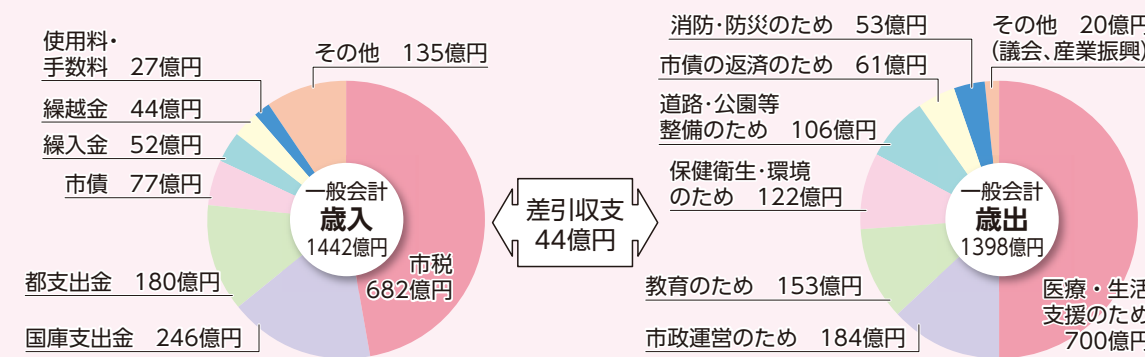 使用料・
手数料　27億円
繰越金　44億円
繰入金　52億円
市債　77億円
都支出金　180億円
国庫支出金　246億円
その他　135億円
市税
682億円
一般会計
歳入
1442億円
差引収支
44億円
消防・防災のため　53億円
市債の返済のため　61億円
道路・公園等
整備のため　106億円
保健衛生・環境
のため　122億円
教育のため　153億円
市政運営のため　184億円
その他　20億円
(議会、産業振興)
医療・生活
支援のため
700億円
一般会計
歳出
1398億円